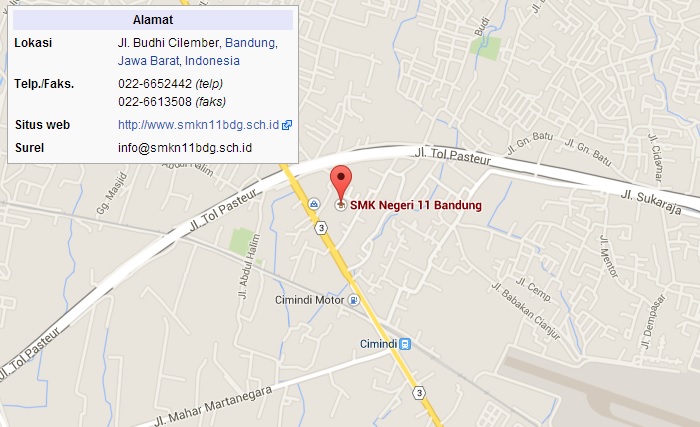 Alamat
Lokasi Jl. Budhi Cilember, Bandung,
Jawa Barat, Indonesia
Telp./Faks. 022-6652442 (telp)
022-6613508 (faks)
Situs web http://www.smkn11bdg.sch.id
Surel info@smkn11bdg.sch.id
Budi
Jl. Gn. Batu
Jl. Gn. Batu
Jl. Cidamar
Jl. Tol Pasteur
Gg. Masjid
Jl. Sukaraja
SMK Negeri 11 Bandung
Jl. Tol Pasteur
3
Jl. Abdul Halim
Jl. Mentor
Jl. Cemp.
Jl. Babakan Cianjur
Jl. Dempasar
Cimindi Motor
Cimindi
Jl. Tol Pasteur
3
Jl. Mahar Martanegara